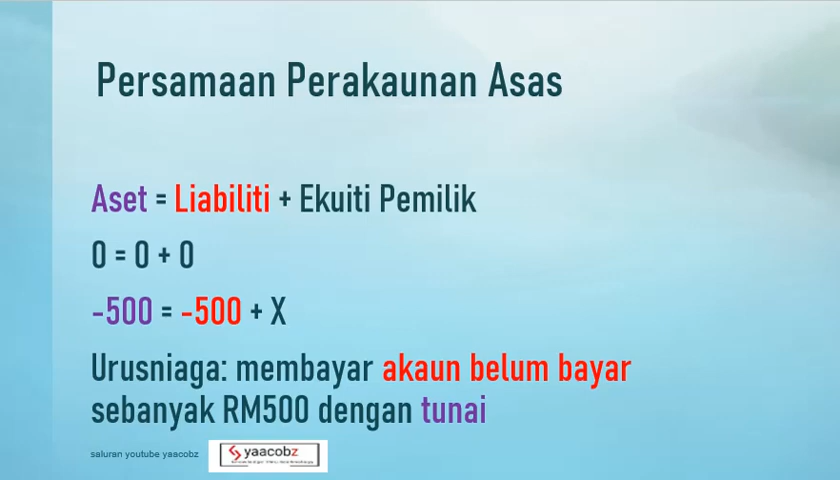 Persamaan Perakaunan Asas
Aset = Liabiliti + Ekuiti Pemilik
0 = 0 + 0
-500 = -500 + X
Urusniaga: membayar akaun belum bayar
sebanyak RM500 dengan tunai
saluran youtube yaacobz
yaacobz